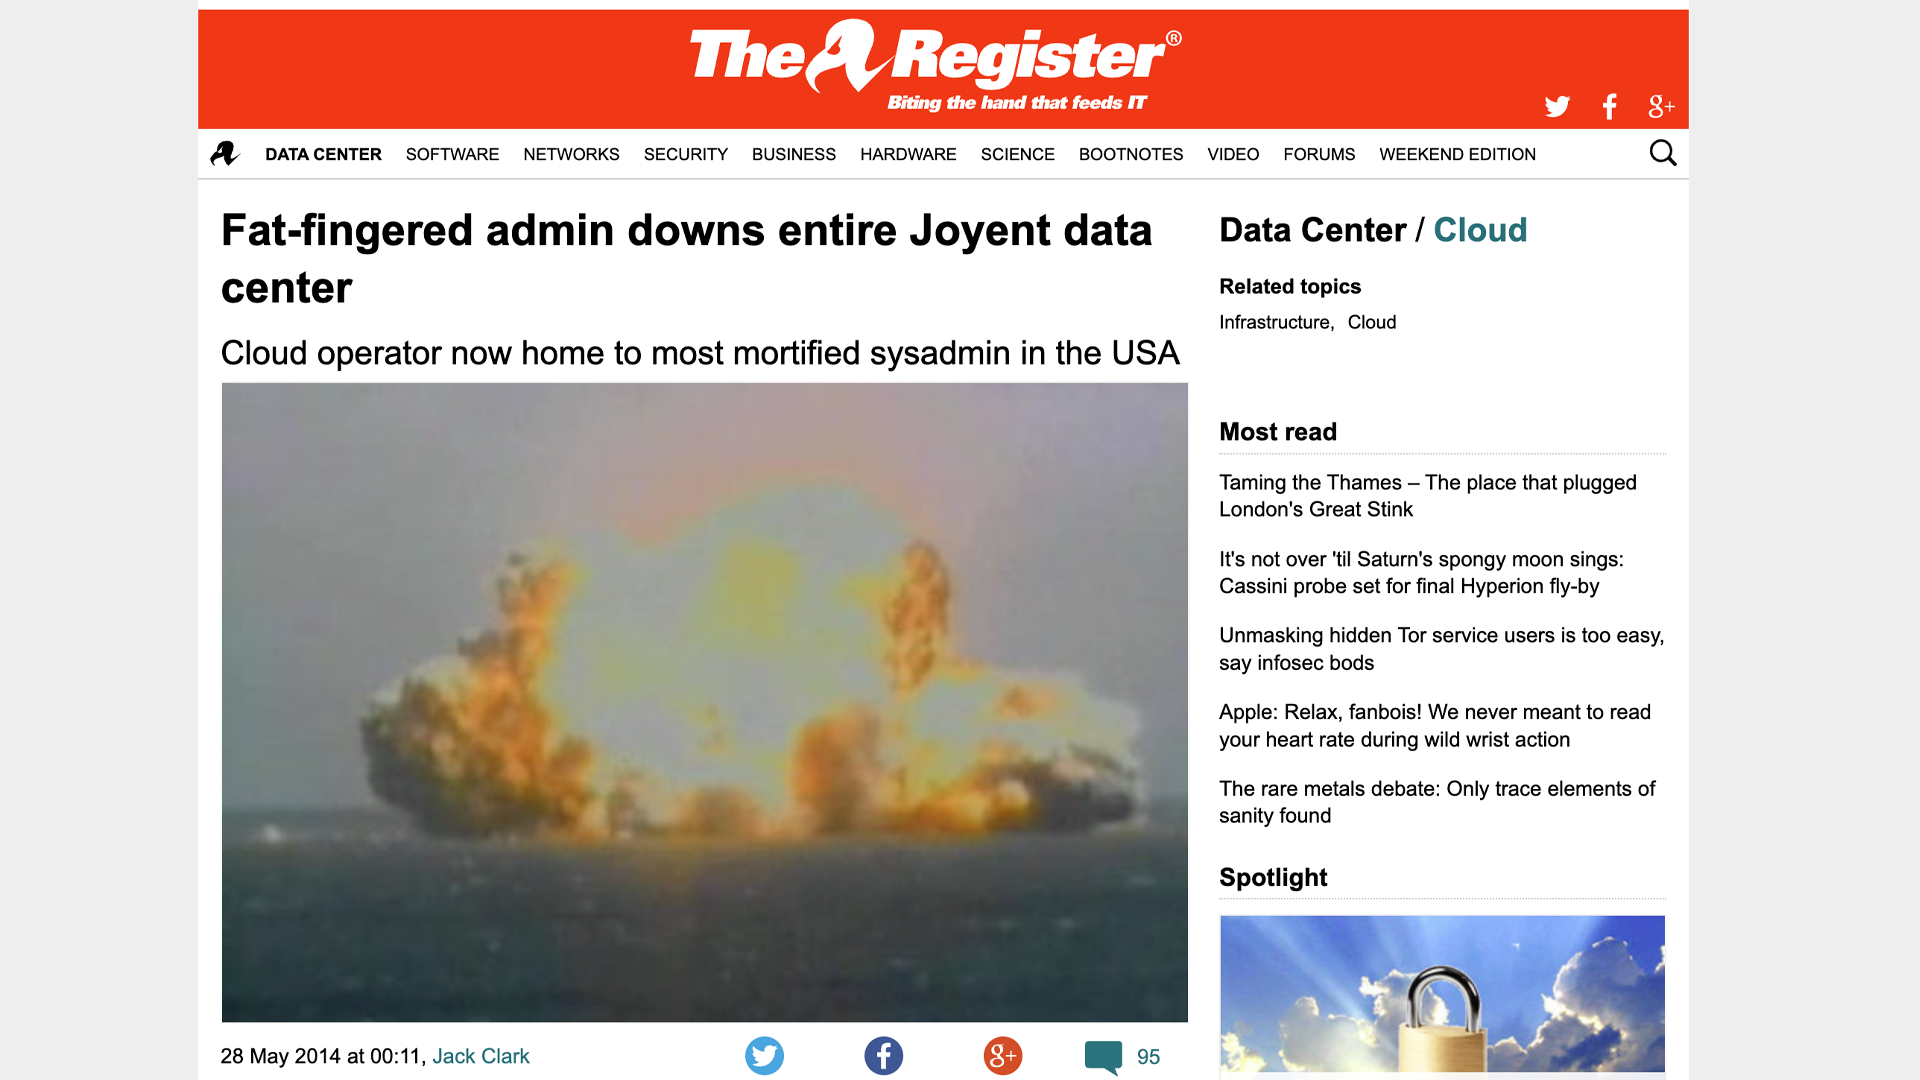 The Register®
Biting the hand that feeds IT
g+
DATA CENTER SOFTWARE NETWORKS SECURITY BUSINESS HARDWARE SCIENCE BOOTNOTES VIDEO FORUMS WEEKEND EDITION
Fat-fingered admin downs entire Joyent data
center
Cloud operator now home to most mortified sysadmin in the USA
28 May 2014 at 00:11, Jack Clark
g+
95
Data Center / Cloud
Related topics
Infrastructure, Cloud
Most read
Taming the Thames – The place that plugged
London's Great Stink
It's not over 'til Saturn's spongy moon sings:
Cassini probe set for final Hyperion fly-by
Unmasking hidden Tor service users is too easy,
say infosec bods
Apple: Relax, fanbois! We never meant to read
your heart rate during wild wrist action
The rare metals debate: Only trace elements of
sanity found
Spotlight